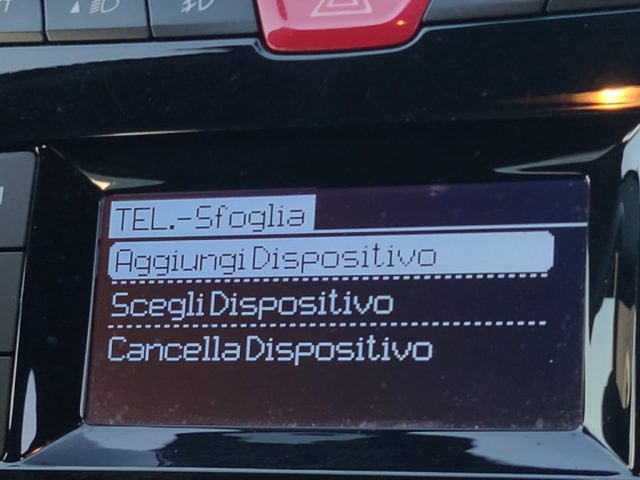 TEL.-Sfoglia
Aggiungi Dispositivo
Scegli Dispositivo
Cancella Dispositivo